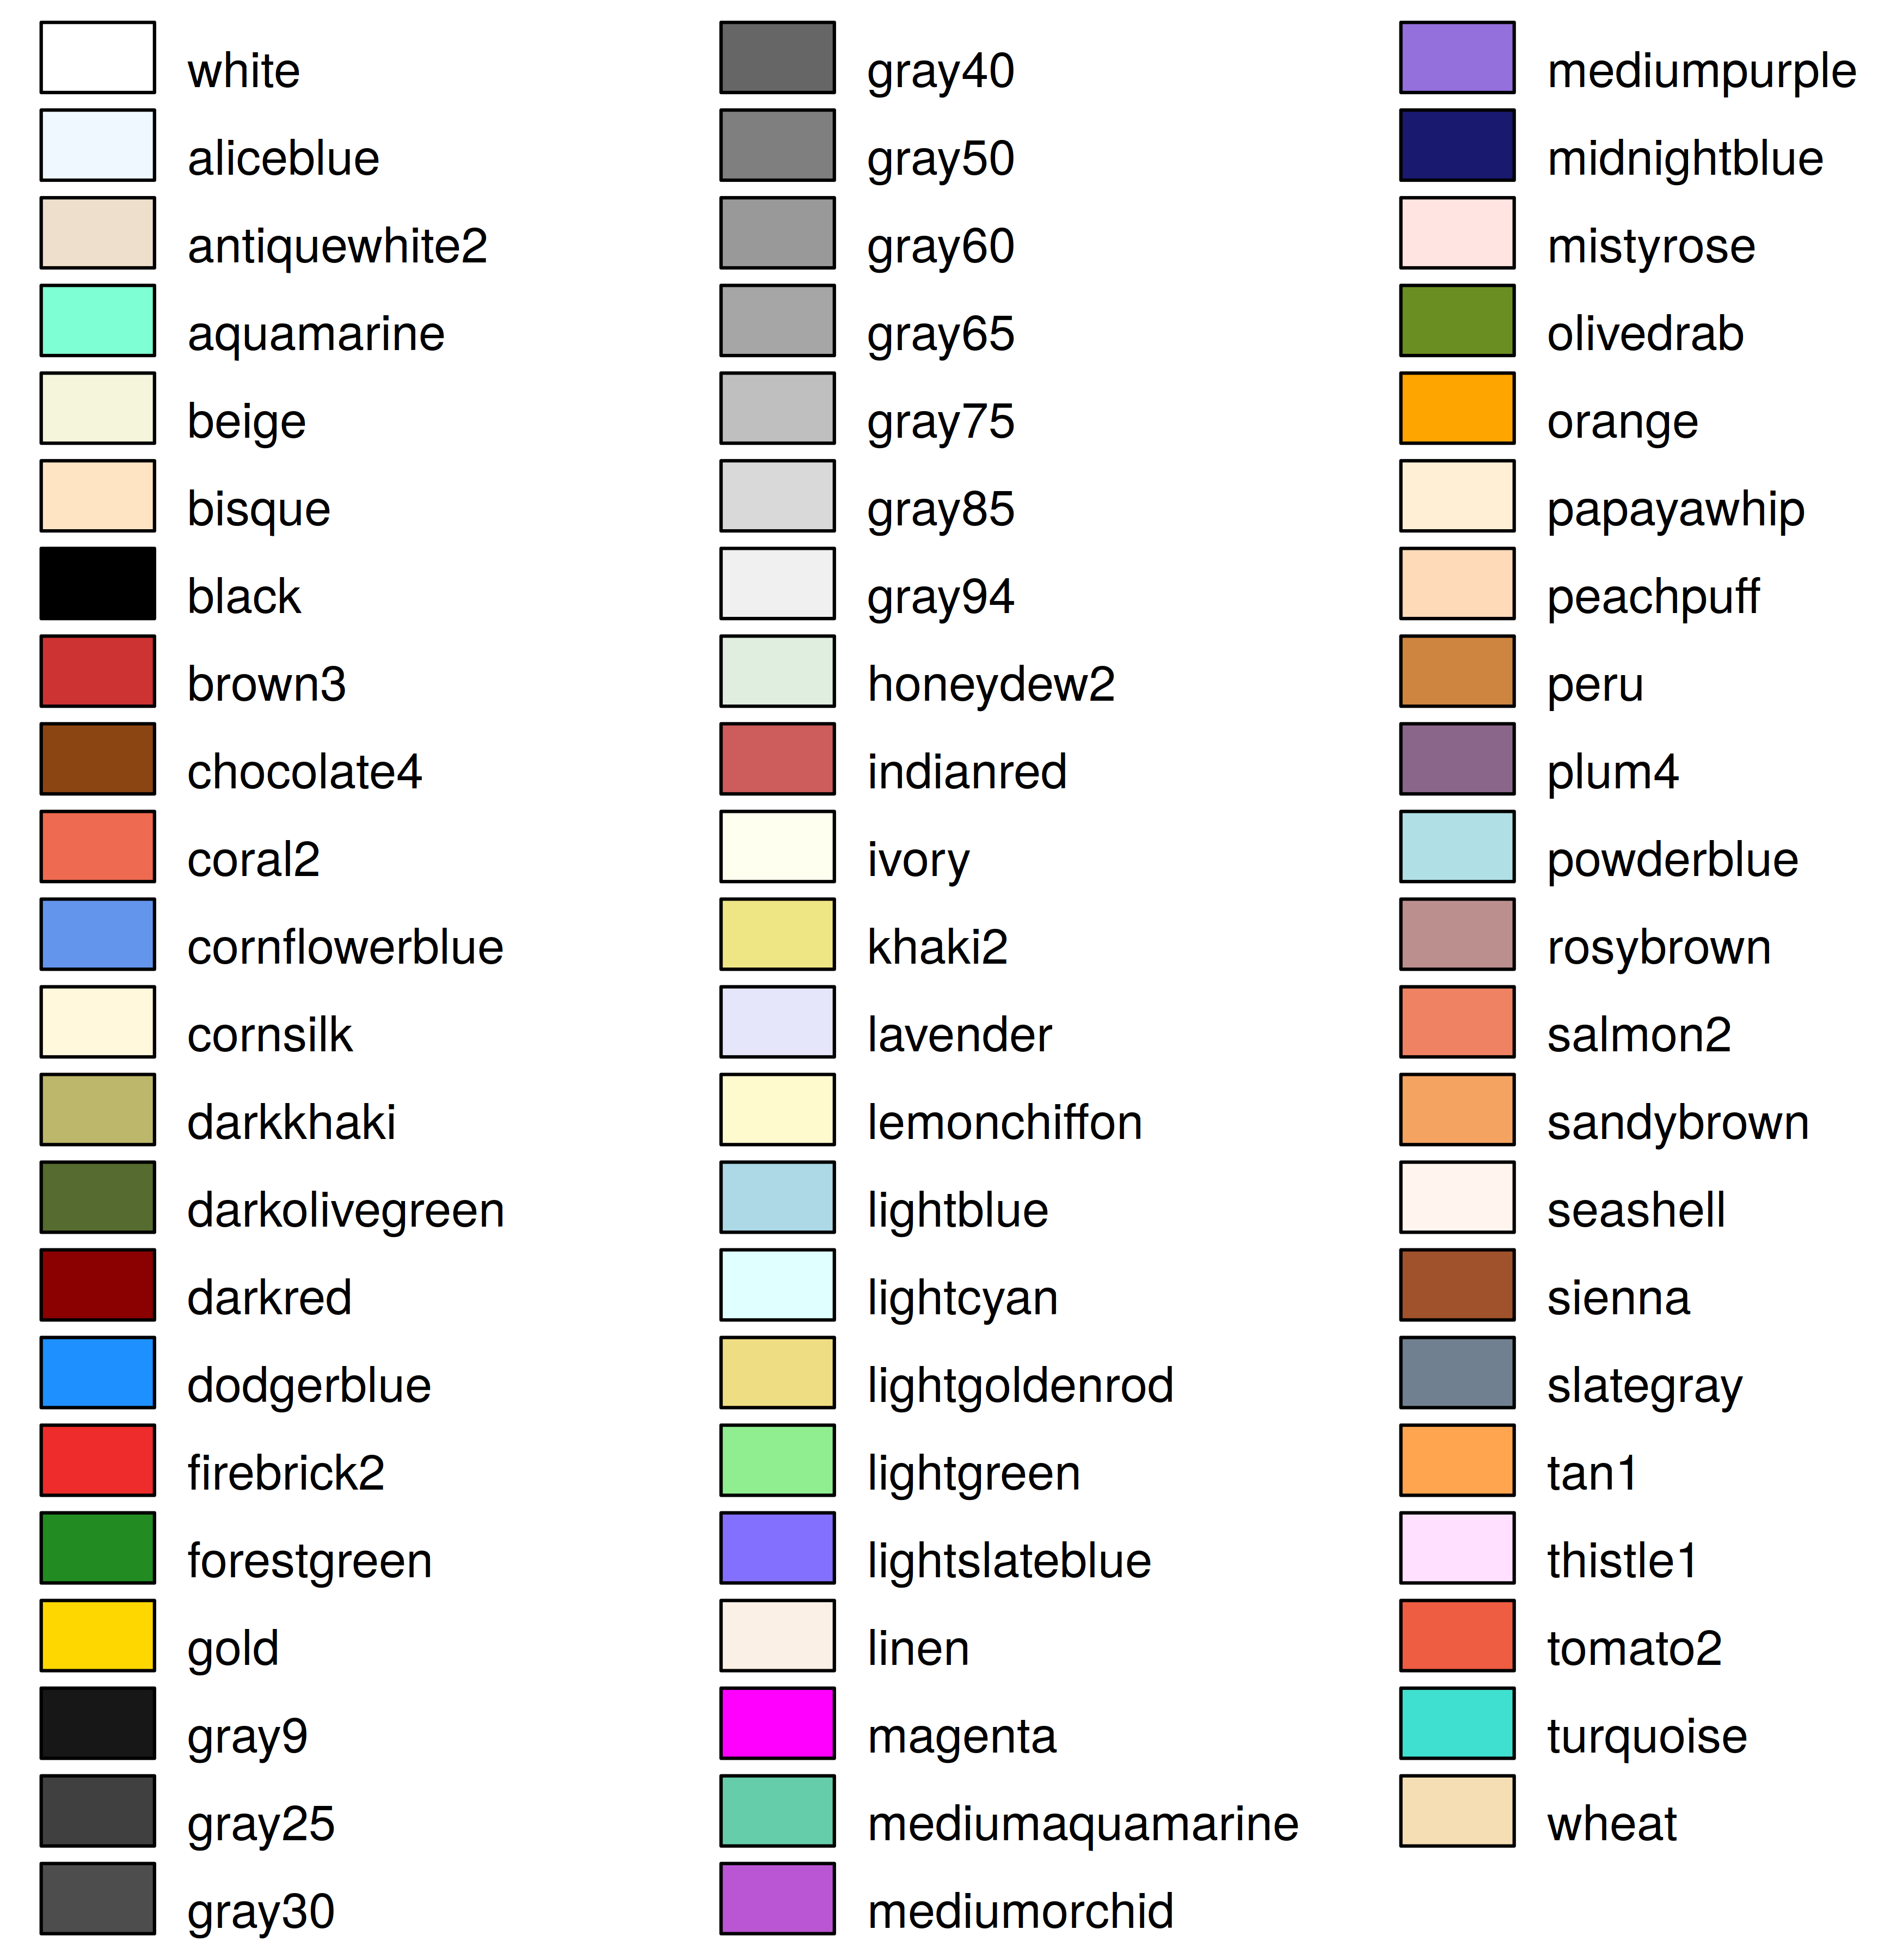 white
aliceblue
antiquewhite2
aquamarine
beige
bisque
black
brown3
chocolate4
coral2
cornflowerblue
cornsilk
darkkhaki
darkolivegreen
darkred
dodgerblue
firebrick2
forestgreen
gold
gray9
gray25
gray30
gray40
gray50
gray60
gray65
gray75
gray85
gray94
honeydew2
indianred
ivory
khaki2
lavender
lemonchiffon
lightblue
lightcyan
lightgoldenrod
lightgreen
lightslateblue
linen
magenta
mediumaquamarine
mediumorchid
mediumpurple
midnightblue
mistyrose
olivedrab
orange
papayawhip
peachpuff
peru
plum4
powderblue
rosybrown
salmon2
sandybrown
seashell
sienna
slategray
tan1
thistle1
tomato2
turquoise
wheat